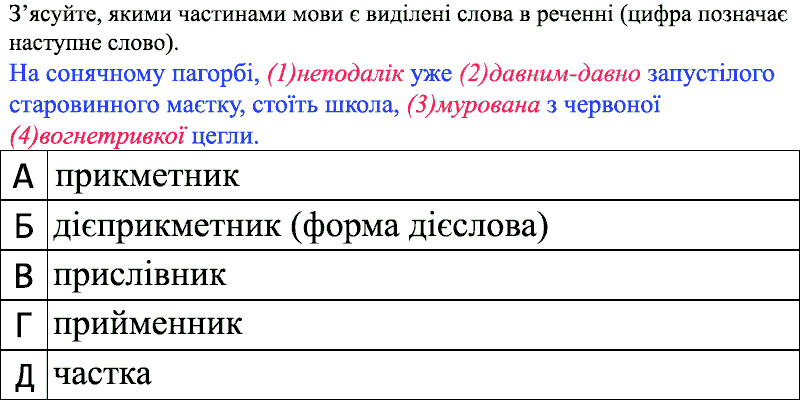 З’ясуйте, якими частинами мови є виділені слова в реченні (цифра позначає
наступне слово).
На сонячному пагорбі, (1)неподалік уже (2)давним-давно запустілого
старовинного маєтку, стоїть школа, (3)мурована з червоної
(4)вогнетривкої цегли.
А прикметник
Б дієприкметник (форма дієслова)
В прислівник
Г прийменник
Д частка